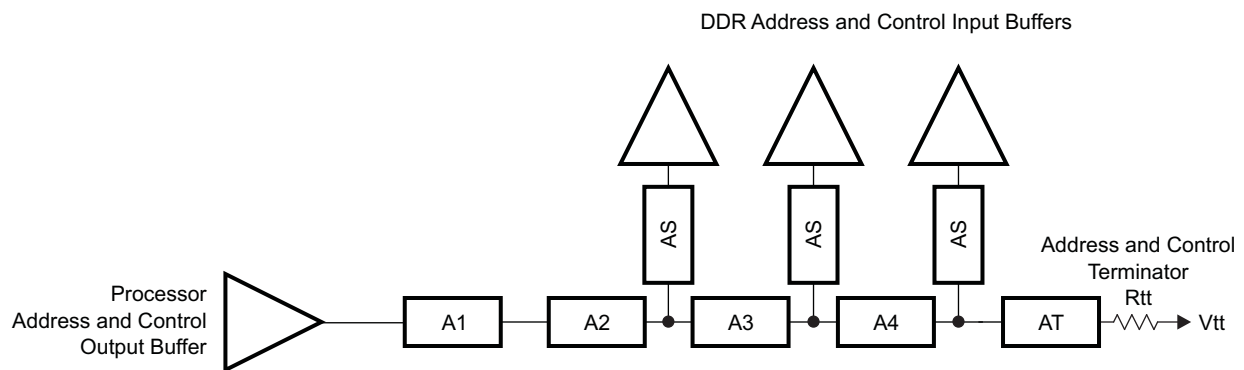 DDR Address and Control Input Buffers
AS
AS
AS
Address and Control
Terminator
Rtt
Processor
Address and Control
Output Buffer
A1
A2
A3
A4
AT
Vtt